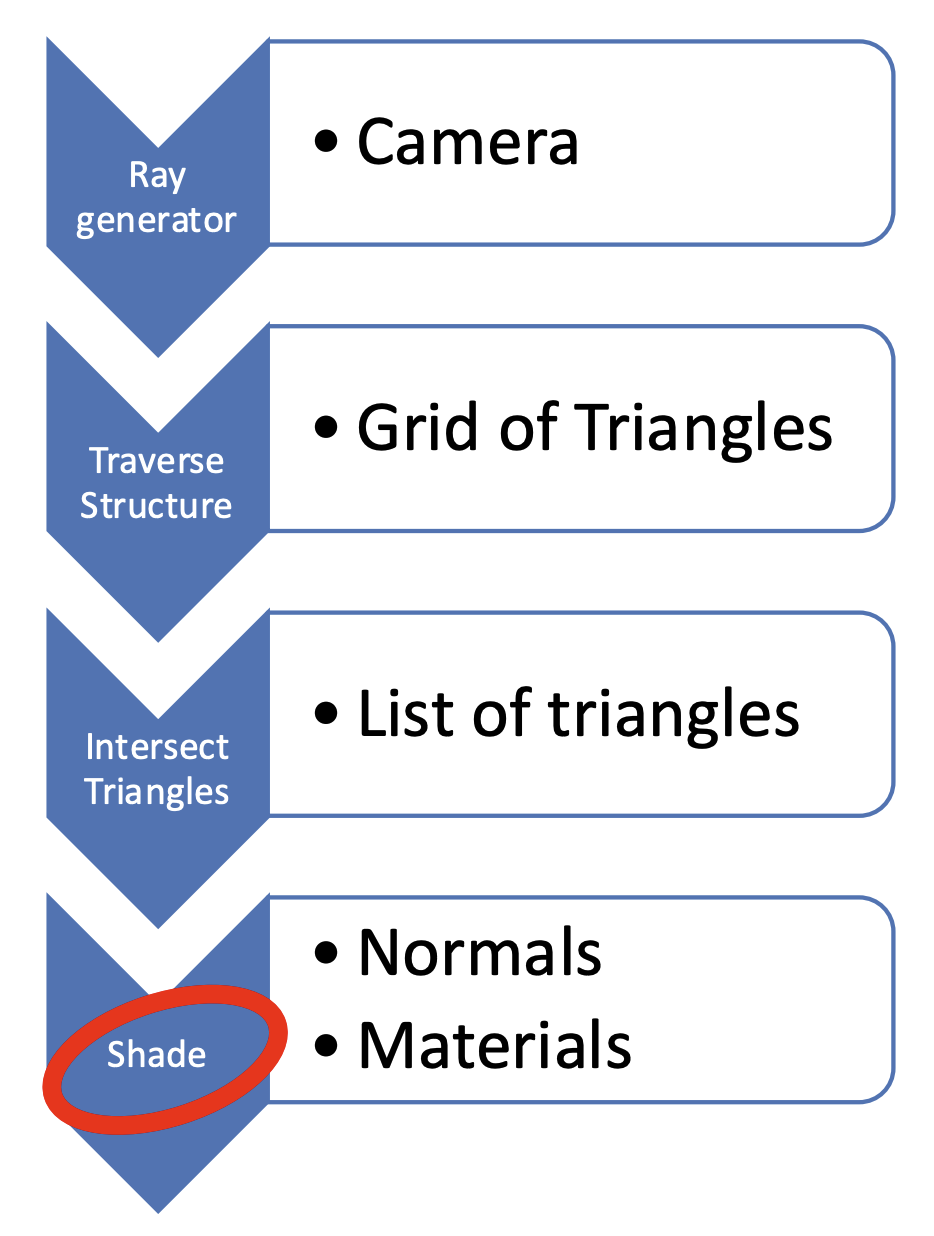 Ray
generator
• Camera
Traverse
Structure
• Grid of Triangles
Intersect
Triangles
• List of triangles
Shade
• Normals
• Materials